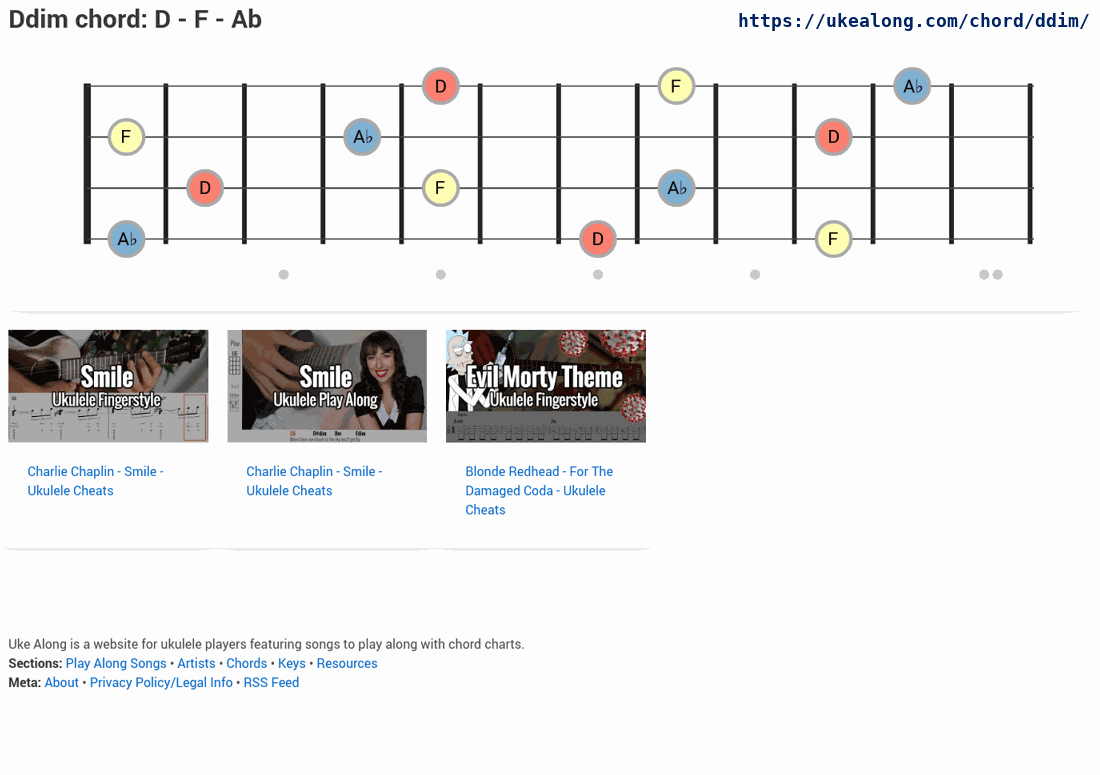 Ddim chord: D - F - Ab
https://ukealong.com/chord/ddim/
D F A♭
F A♭ D
D F A♭
A♭ D F
Smile
Ukulele Fingerstyle
Play
Smile
Ukulele Play Along
Evil Morty Theme
Ukulele Fingerstyle
Charlie Chaplin - Smile -
Ukulele Cheats
Charlie Chaplin - Smile -
Ukulele Cheats
Blonde Redhead - For The
Damaged Coda - Ukulele
Cheats
Uke Along is a website for ukulele players featuring songs to play along with chord charts.
Sections: Play Along Songs • Artists • Chords • Keys • Resources
Meta: About • Privacy Policy/Legal Info • RSS Feed